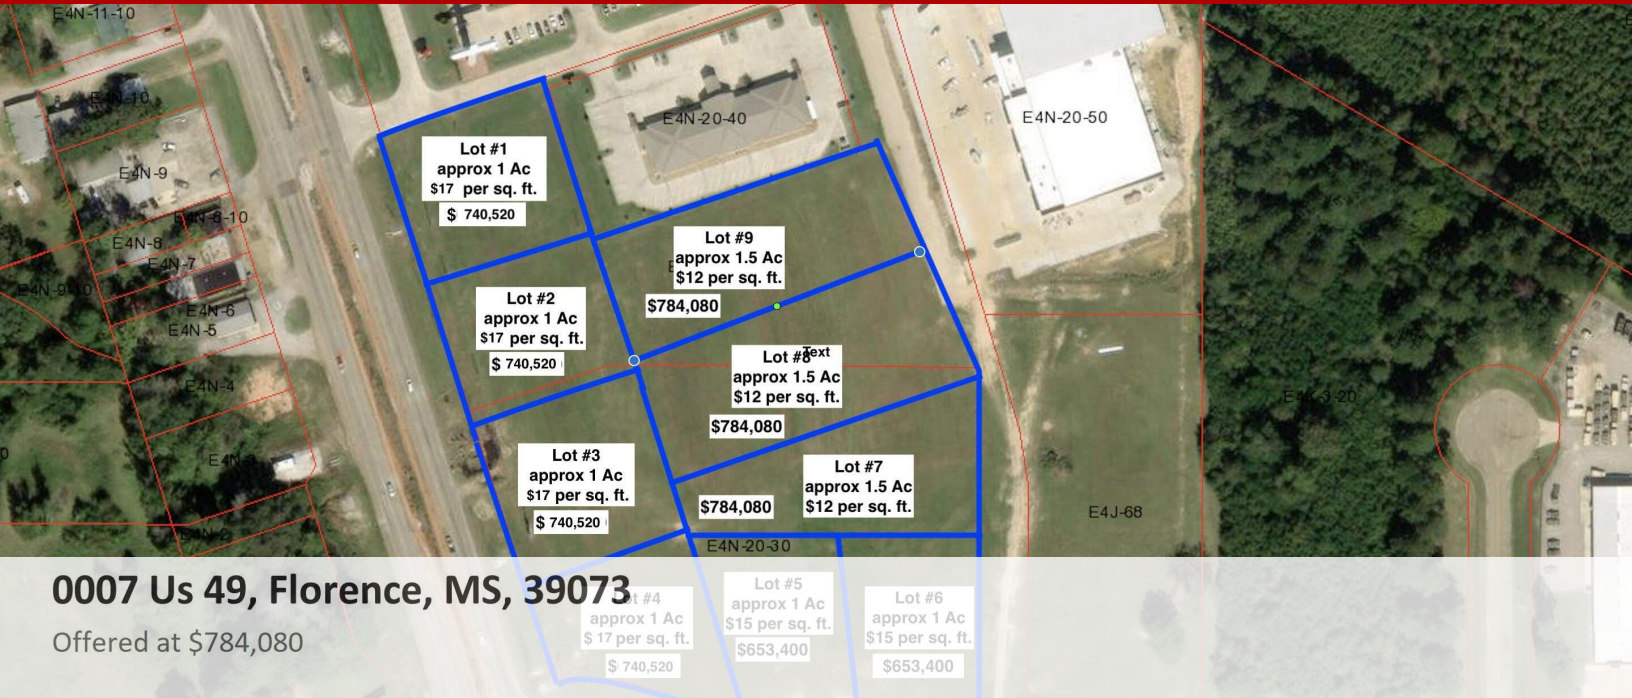 E4N-11-10
E4N-10
E4N-20-40
E4N-20-50
Lot #1
approx 1 Ac
$17 per sq. ft.
$ 740,520
E4N-9
E4N-8-10
E4N-8
E4N-7
E4N-9-10
E4N-6
E4N-5
E4N-4
Lot #9
approx 1.5 Ac
$12 per sq. ft.
$784,080
Lot #2
approx 1 Ac
$17 per sq. ft.
$ 740,520
Text
Lot #8
approx 1.5 Ac
$12 per sq. ft.
$784,080
Lot #3
approx 1 Ac
$17 per sq. ft.
$ 740,520
Lot #7
approx 1.5 Ac
$12 per sq. ft.
$784,080
E4N-2
E4J-68
E4N-20-30
0007 Us 49, Florence, MS, 39073
Offered at $784,080
Lot #4
approx 1 Ac
$ 17 per sq. ft.
$ 740,520
Lot #5
approx 1 Ac
$15 per sq. ft.
$653,400
Lot #6
approx 1 Ac
$15 per sq. ft.
$653,400